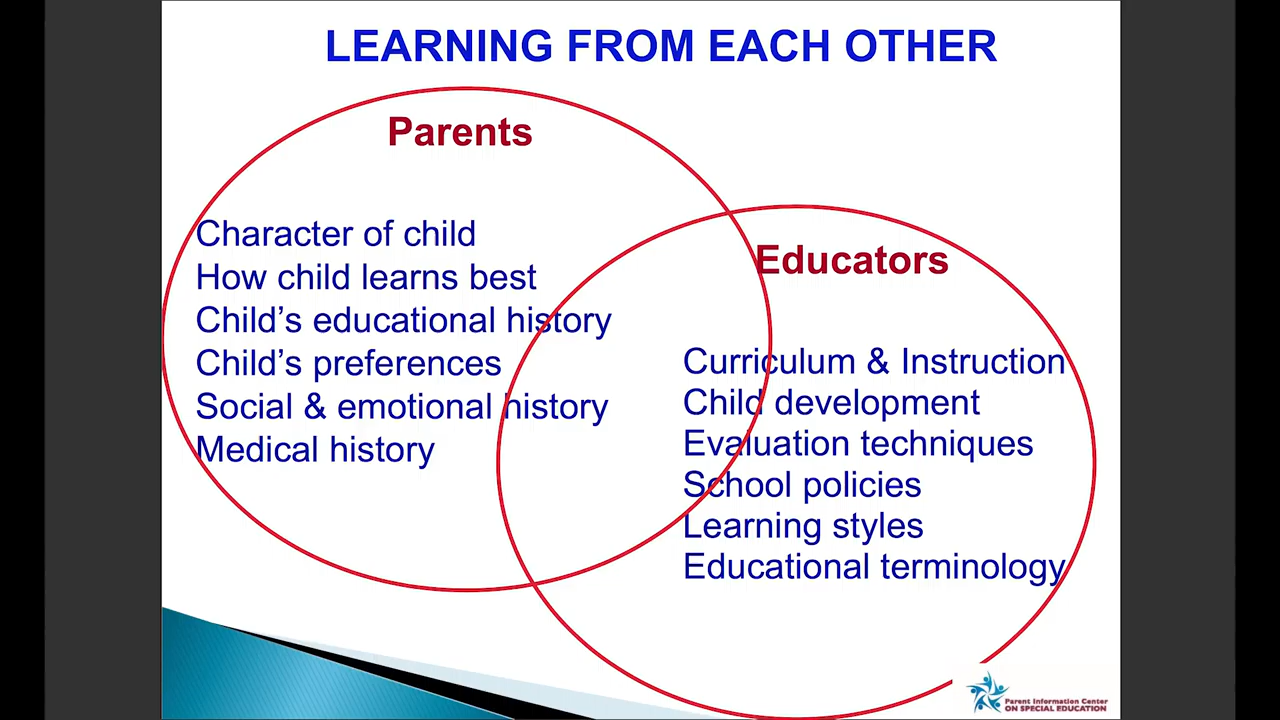 LEARNING FROM EACH OTHER
Parents
Character of child
How child learns best
Child’s educational history
Child’s preferences
Social & emotional history
Medical history
Educators
Curriculum & Instruction
Child development
Evaluation techniques
School policies
Learning styles
Educational terminology
Parent Information Center
ON SPECIAL EDUCATION